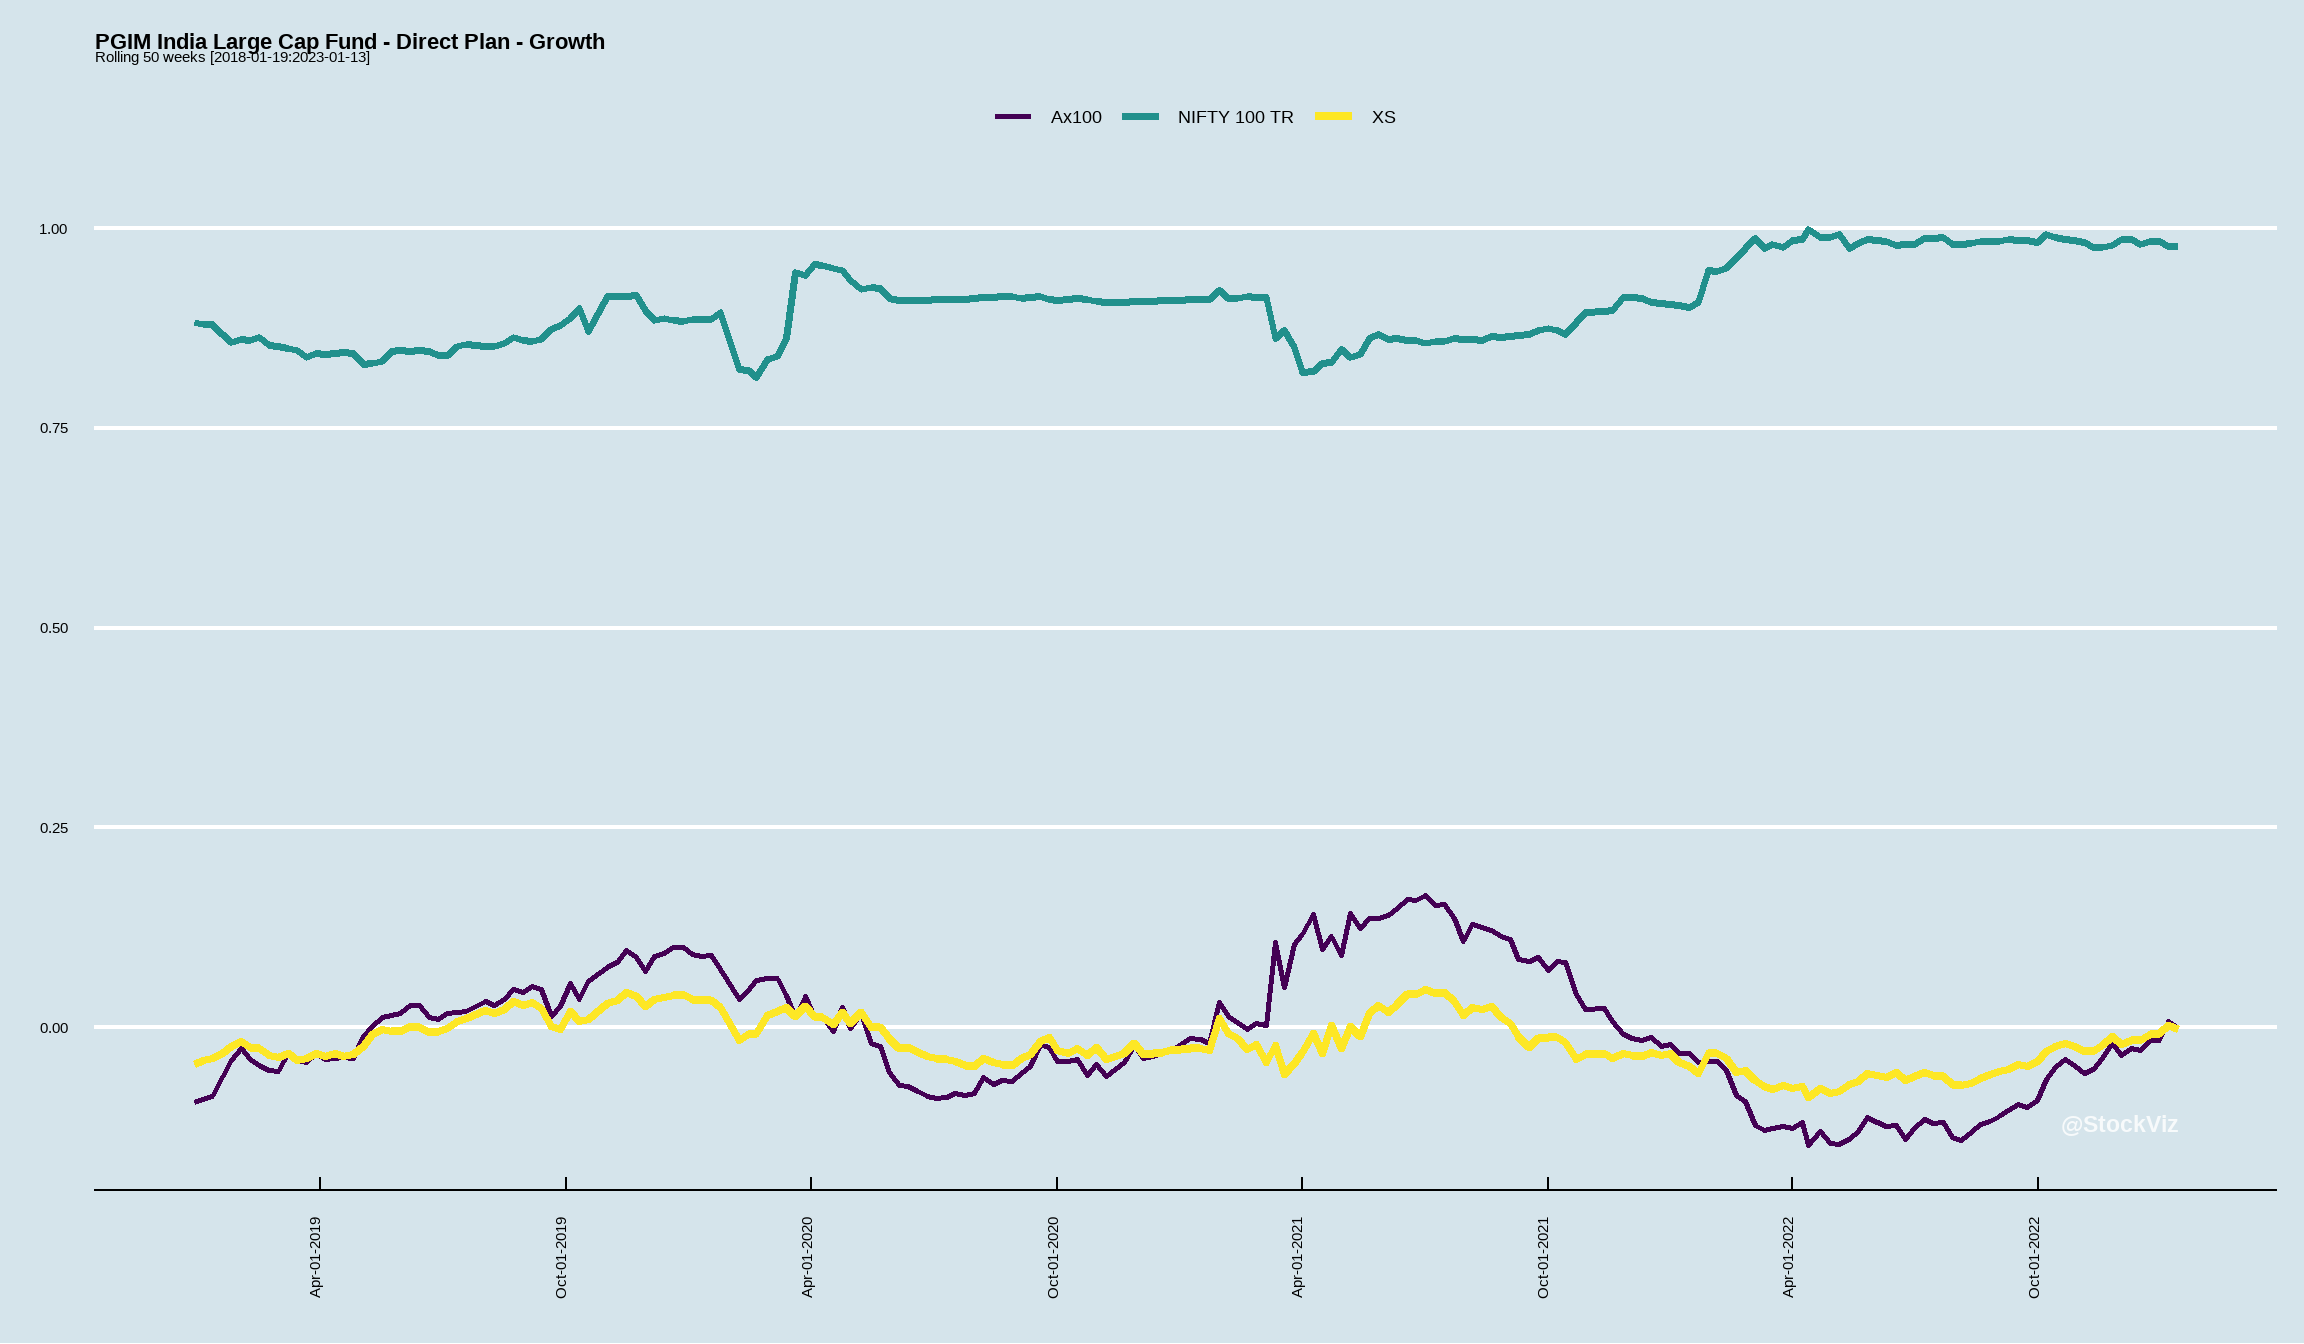 PGIM India Large Cap Fund - Direct Plan - Growth
Rolling 50 weeks [2018-01-19:2023-01-13]
Ax100 NIFTY 100 TR XS
1.00
0.75
0.50
0.25
0.00
@StockViz
Apr-01-2019 Oct-01-2019 Apr-01-2020 Oct-01-2020 Apr-01-2021 Oct-01-2021 Apr-01-2022 Oct-01-2022